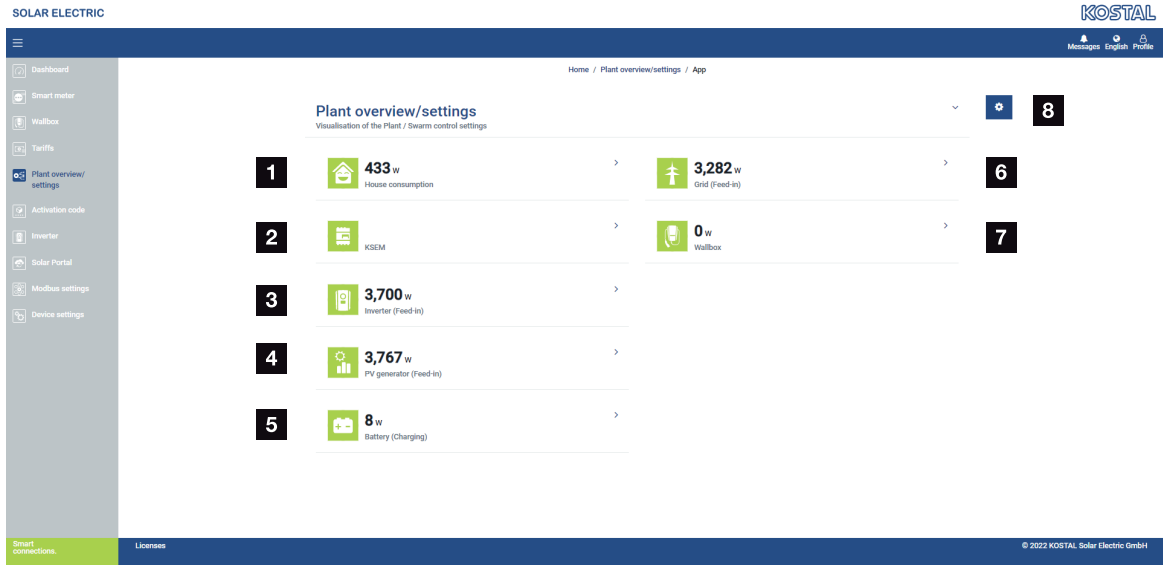 SOLAR ELECTRIC
KOSTAL
Messages English Profile
Dashboard
Smart meter
Wallbox
Tariffs
Plant overview/
settings
Activation code
Inverter
Solar Portal
Modbus settings
Device settings
Smart
connections.
Home / Plant overview/settings / App
Plant overview/settings
Visualisation of the Plant / Swarm control settings
8
1
433 w
House consumption
3,282 w
Grid (Feed-in)
6
2
KSEM
0 w
Wallbox
7
3
3,700 w
Inverter (Feed-in)
4
3,767 w
PV generator (Feed-in)
5
8 w
Battery (Charging)
Licenses
© 2022 KOSTAL Solar Electric GmbH